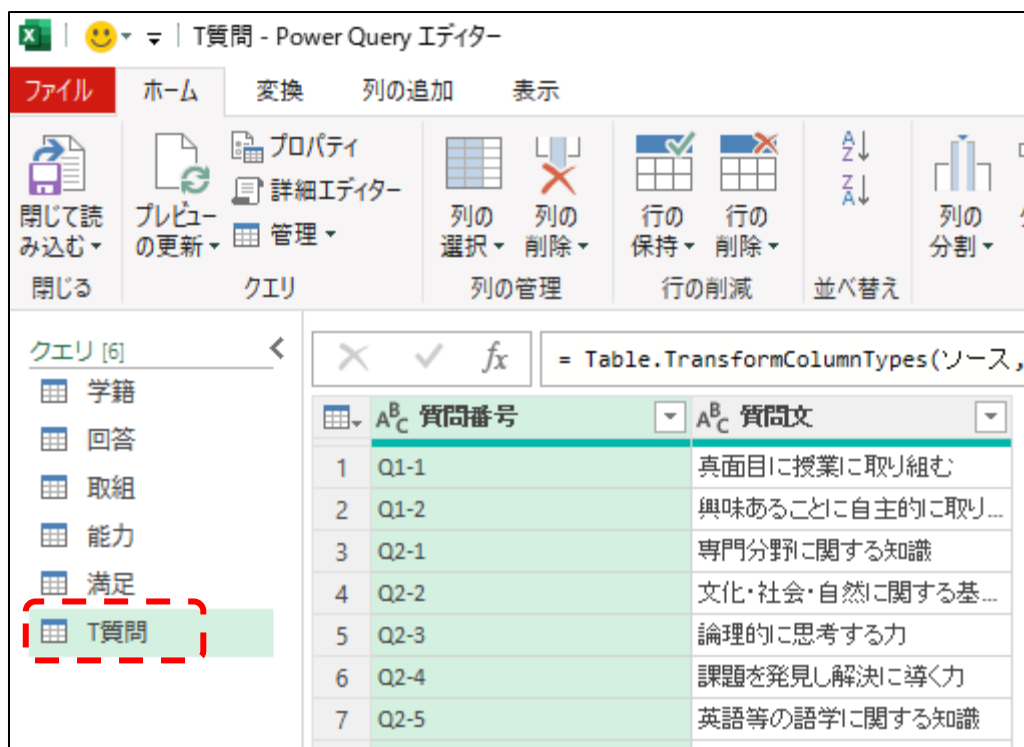 T質問 - Power Query エディター
ファイル ホーム 変換 列の追加 表示
閉じて読み込む
閉じる
プレビューの更新
プロパティ
詳細エディター
管理
クエリ
列の選択
列の削除
列の管理
行の保持
行の削除
行の削減
並べ替え
列の分割
クエリ [6]
学籍
回答
取組
能力
満足
T質問
fx = Table.TransformColumnTypes(ソース,
ABC 質問番号 ABC 質問文
1 Q1-1 真面目に授業に取り組む
2 Q1-2 興味あることに自主的に取り...
3 Q2-1 専門分野に関する知識
4 Q2-2 文化・社会・自然に関する基...
5 Q2-3 論理的に思考する力
6 Q2-4 課題を発見し解決に導く力
7 Q2-5 英語等の語学に関する知識